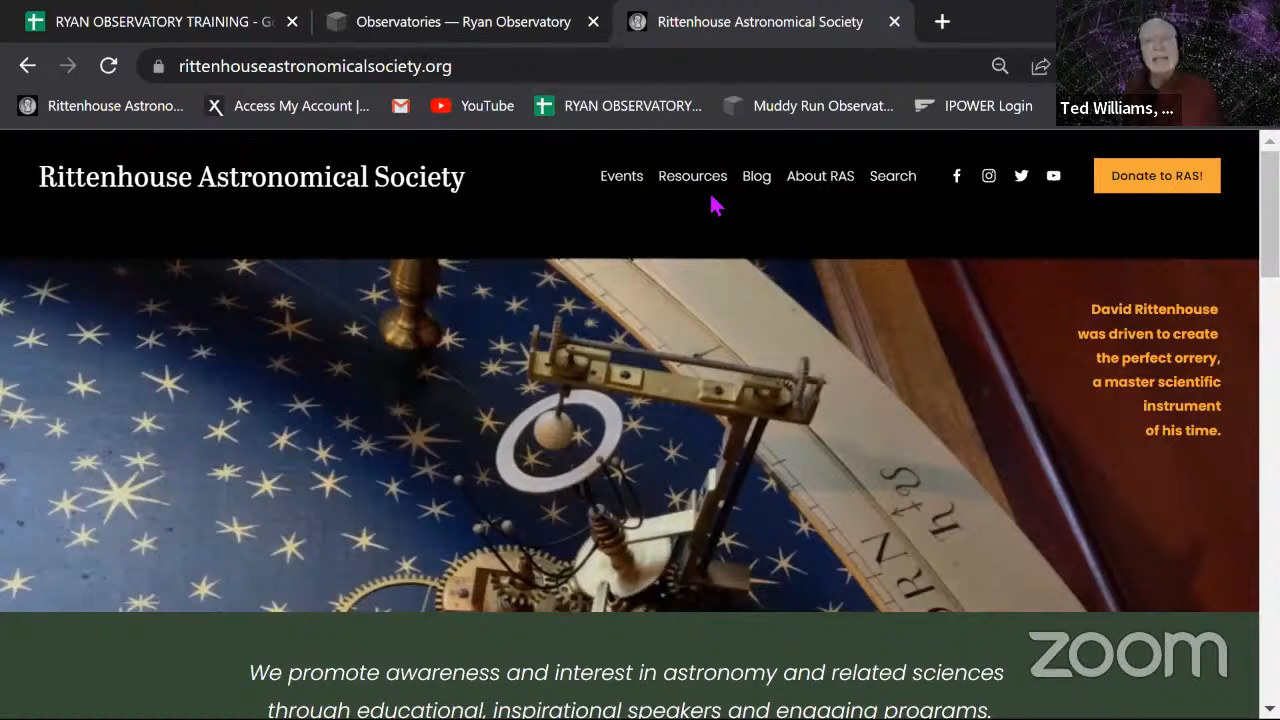 RYAN OBSERVATORY TRAINING - Go
Observatories — Ryan Observatory
Rittenhouse Astronomical Society
rittenhouseastronomicalsociety.org
Rittenhouse Astrono...
Access My Account |...
YouTube
RYAN OBSERVATORY...
Muddy Run Observat...
IPOWER Login
Ted Williams, ...
Rittenhouse Astronomical Society
Events
Resources
Blog
About RAS
Search
Donate to RAS!
David Rittenhouse
was driven to create
the perfect orrery,
a master scientific
instrument
of his time.
We promote awareness and interest in astronomy and related sciences
through educational, inspirational speakers and engaging programs.
zoom